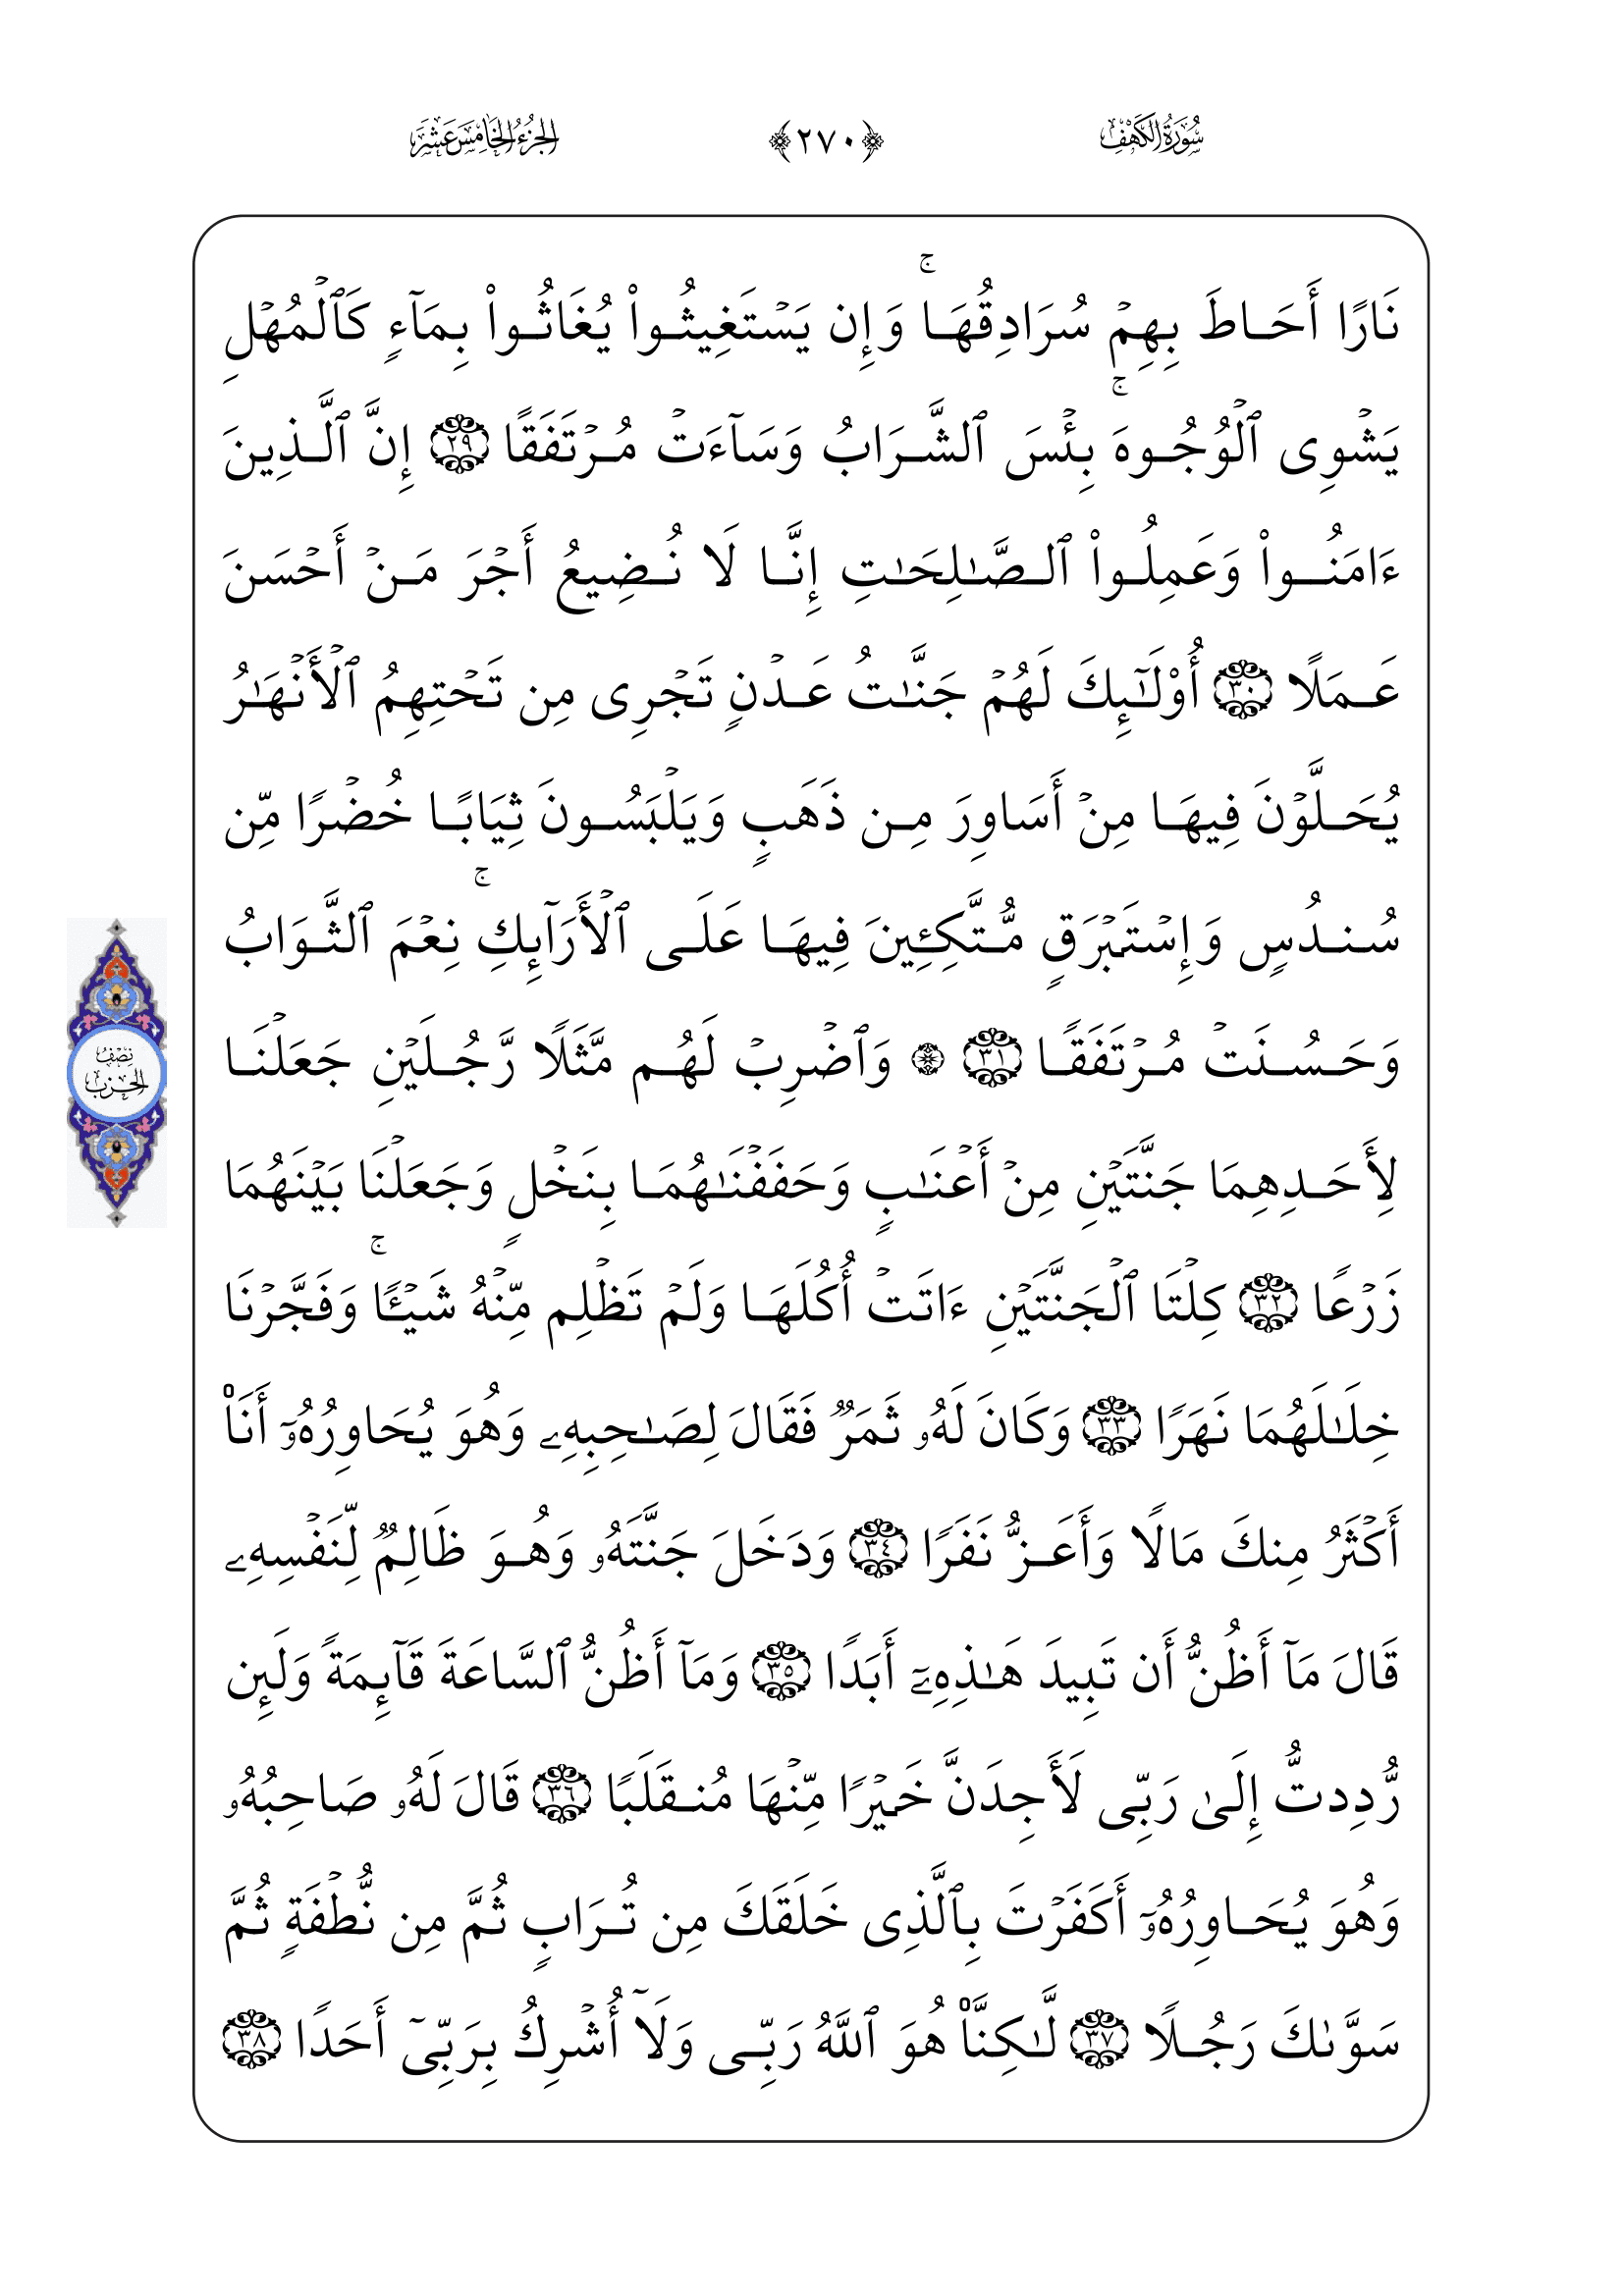 سُورَةُ الكَهْفِ ﴿٢٧٠﴾ الجُزْءُ الخَامِسَ عَشَرَ
نَارًا أَحَاطَ بِهِمۡ سُرَادِقُهَاۚ وَإِن يَسۡتَغِيثُواْ يُغَاثُواْ بِمَآءٖ كَٱلۡمُهۡلِ
يَشۡوِى ٱلۡوُجُوهَۚ بِئۡسَ ٱلشَّرَابُ وَسَآءَتۡ مُرۡتَفَقًا ٢٩ إِنَّ ٱلَّذِينَ
ءَامَنُواْ وَعَمِلُواْ ٱلصَّٰلِحَٰتِ إِنَّا لَا نُضِيعُ أَجۡرَ مَنۡ أَحۡسَنَ
عَمَلًا ٣٠ أُوْلَٰٓئِكَ لَهُمۡ جَنَّٰتُ عَدۡنٖ تَجۡرِى مِن تَحۡتِهِمُ ٱلۡأَنۡهَٰرُ
يُحَلَّوۡنَ فِيهَا مِنۡ أَسَاوِرَ مِن ذَهَبٖ وَيَلۡبَسُونَ ثِيَابًا خُضۡرًا مِّن
سُندُسٖ وَإِسۡتَبۡرَقٖ مُّتَّكِـِٔينَ فِيهَا عَلَى ٱلۡأَرَآئِكِۚ نِعۡمَ ٱلثَّوَابُ
وَحَسُنَتۡ مُرۡتَفَقًا ٣١ ۞ وَٱضۡرِبۡ لَهُم مَّثَلًا رَّجُلَيۡنِ جَعَلۡنَا
لِأَحَدِهِمَا جَنَّتَيۡنِ مِنۡ أَعۡنَٰبٖ وَحَفَفۡنَٰهُمَا بِنَخۡلٖ وَجَعَلۡنَا بَيۡنَهُمَا
زَرۡعًا ٣٢ كِلۡتَا ٱلۡجَنَّتَيۡنِ ءَاتَتۡ أُكُلَهَا وَلَمۡ تَظۡلِم مِّنۡهُ شَيۡـًٔاۚ وَفَجَّرۡنَا
خِلَٰلَهُمَا نَهَرًا ٣٣ وَكَانَ لَهُۥ ثَمَرٞ فَقَالَ لِصَٰحِبِهِۦ وَهُوَ يُحَاوِرُهُۥٓ أَنَا۠
أَكۡثَرُ مِنكَ مَالًا وَأَعَزُّ نَفَرًا ٣٤ وَدَخَلَ جَنَّتَهُۥ وَهُوَ ظَالِمٞ لِّنَفۡسِهِۦ
قَالَ مَآ أَظُنُّ أَن تَبِيدَ هَٰذِهِۦٓ أَبَدًا ٣٥ وَمَآ أَظُنُّ ٱلسَّاعَةَ قَآئِمَةً وَلَئِن
رُّدِدتُّ إِلَىٰ رَبِّى لَأَجِدَنَّ خَيۡرًا مِّنۡهَا مُنقَلَبًا ٣٦ قَالَ لَهُۥ صَاحِبُهُۥ
وَهُوَ يُحَاوِرُهُۥٓ أَكَفَرۡتَ بِٱلَّذِى خَلَقَكَ مِن تُرَابٖ ثُمَّ مِن نُّطۡفَةٖ ثُمَّ
سَوَّىٰكَ رَجُلًا ٣٧ لَّٰكِنَّا۠ هُوَ ٱللَّهُ رَبِّى وَلَآ أُشۡرِكُ بِرَبِّىٓ أَحَدًا ٣٨
نِصْفُ
الحِزْبِ